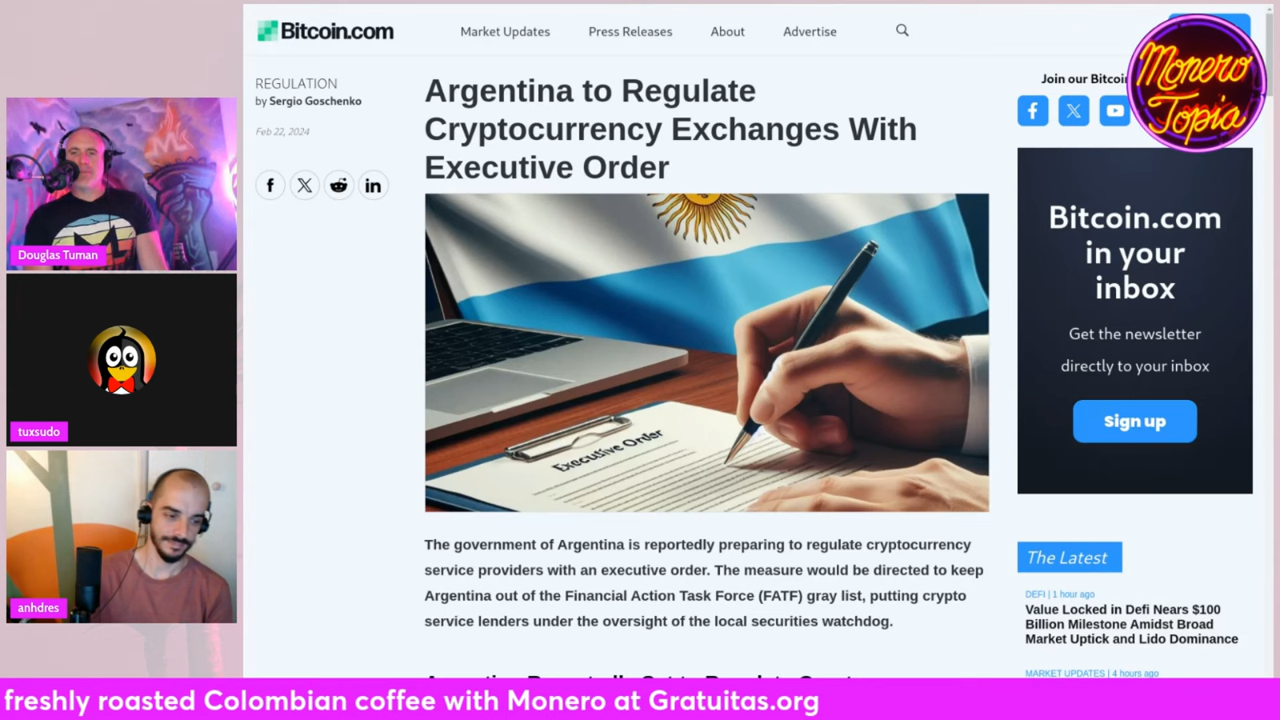 Bitcoin.com
Market Updates
Press Releases
About
Advertise
Monero
Topia
REGULATION
by Sergio Goschenko
Feb 22, 2024
Argentina to Regulate
Cryptocurrency Exchanges With
Executive Order
Join our Bitcoi
Executive Order
Bitcoin.com
in your
inbox
Get the newsletter
directly to your inbox
Sign up
Douglas Tuman
tuxsudo
anhdres
The government of Argentina is reportedly preparing to regulate cryptocurrency
service providers with an executive order. The measure would be directed to keep
Argentina out of the Financial Action Task Force (FATF) gray list, putting crypto
service lenders under the oversight of the local securities watchdog.
The Latest
DEFI | 1 hour ago
Value Locked in Defi Nears $100
Billion Milestone Amidst Broad
Market Uptick and Lido Dominance
MARKET UPDATES | 4 hours ago
freshly roasted Colombian coffee with Monero at Gratuitas.org